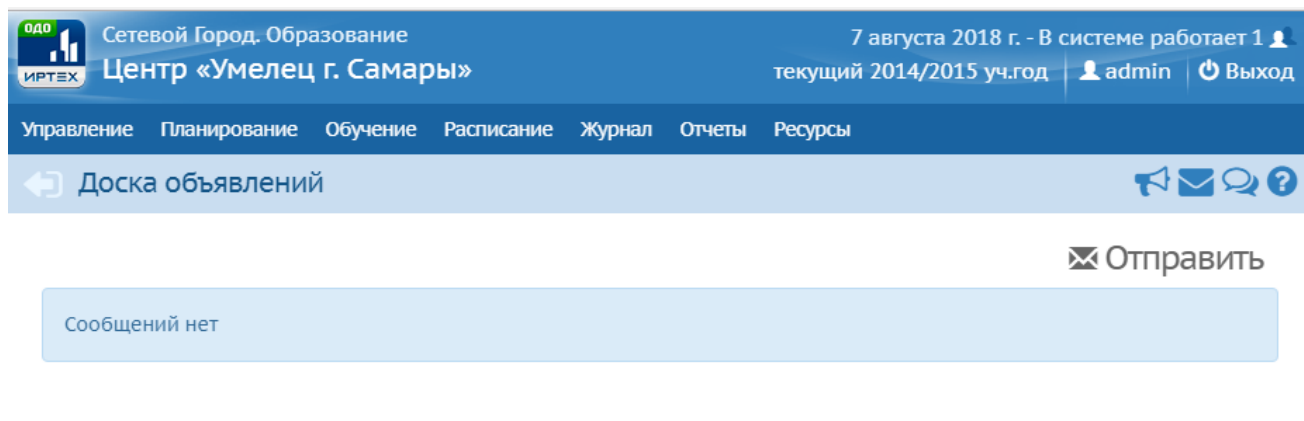 ОДО
ИРТЕХ
Сетевой Город. Образование
Центр «Умелец г. Самары»
7 августа 2018 г. - В системе работает 1
текущий 2014/2015 уч.год admin Выход
Управление Планирование Обучение Расписание Журнал Отчеты Ресурсы
Доска объявлений
Отправить
Сообщений нет